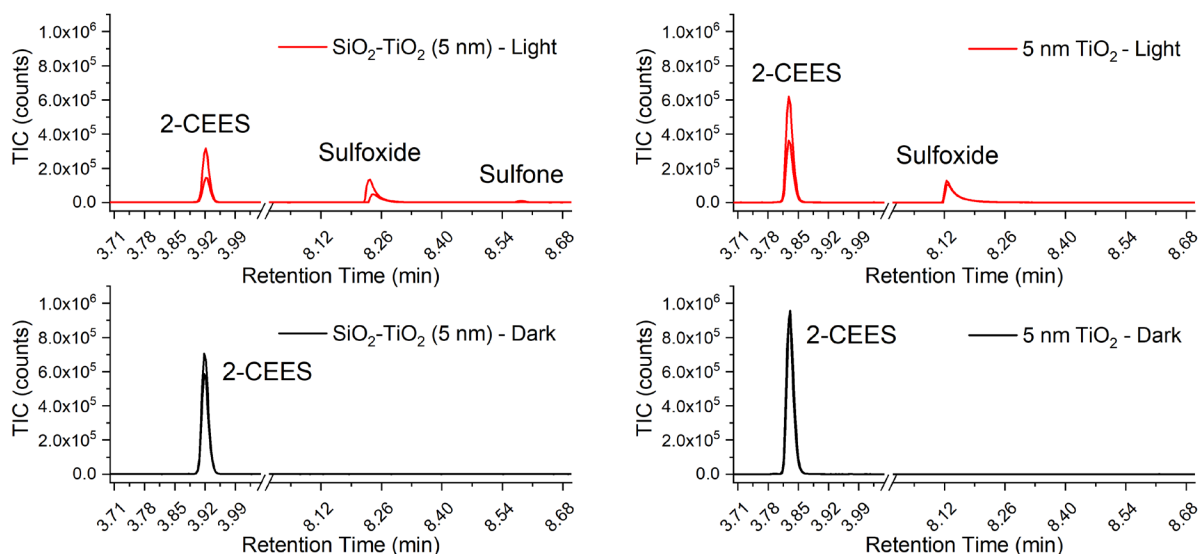 1.0x10⁶
8.0x10⁵
6.0x10⁵
4.0x10⁵
2.0x10⁵
0.0
TIC (counts)
SiO₂-TiO₂ (5 nm) - Light
2-CEES
Sulfoxide
Sulfone
3.71 3.78 3.85 3.92 3.99 8.12 8.26 8.40 8.54 8.68
Retention Time (min)
1.0x10⁶
8.0x10⁵
6.0x10⁵
4.0x10⁵
2.0x10⁵
0.0
TIC (counts)
5 nm TiO₂ - Light
2-CEES
Sulfoxide
3.71 3.78 3.85 3.92 3.99 8.12 8.26 8.40 8.54 8.68
Retention Time (min)
1.0x10⁶
8.0x10⁵
6.0x10⁵
4.0x10⁵
2.0x10⁵
0.0
TIC (counts)
SiO₂-TiO₂ (5 nm) - Dark
2-CEES
3.71 3.78 3.85 3.92 3.99 8.12 8.26 8.40 8.54 8.68
Retention Time (min)
1.0x10⁶
8.0x10⁵
6.0x10⁵
4.0x10⁵
2.0x10⁵
0.0
TIC (counts)
5 nm TiO₂ - Dark
2-CEES
3.71 3.78 3.85 3.92 3.99 8.12 8.26 8.40 8.54 8.68
Retention Time (min)